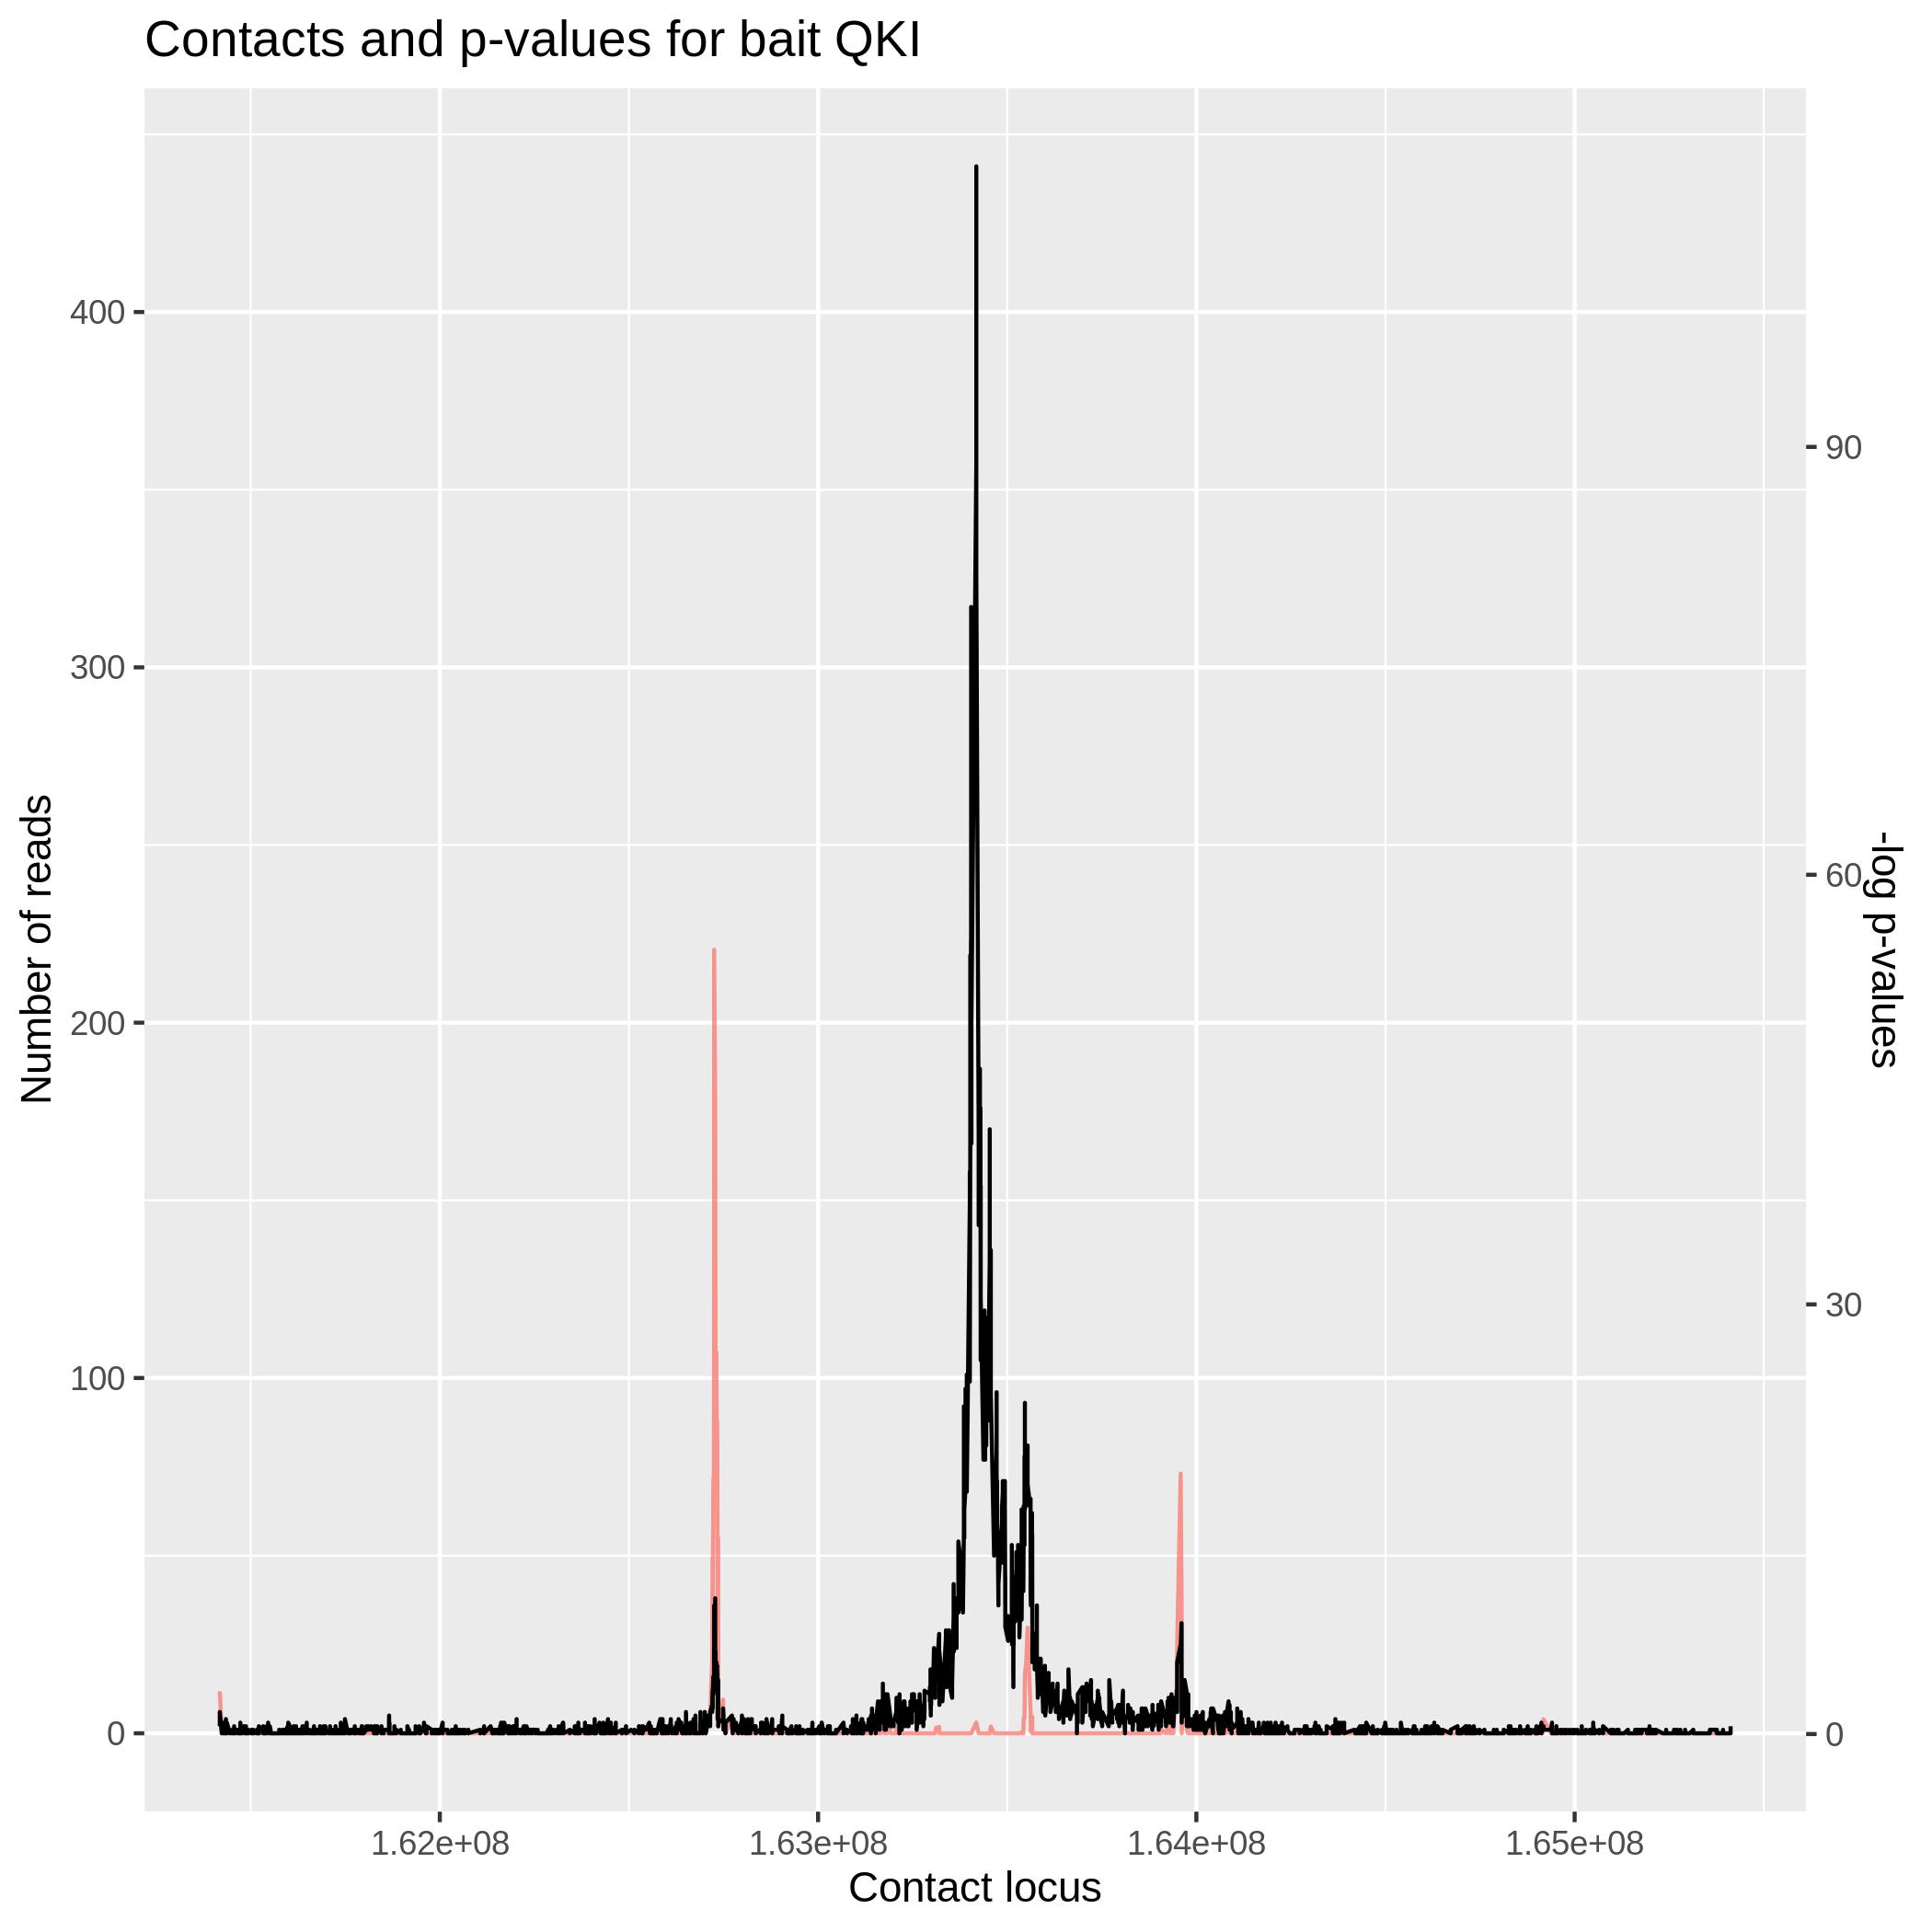 Contacts and p-values for bait QKI
Number of reads
400
300
200
100
0
90
60
30
0
-log p-values
1.62e+08
1.63e+08
1.64e+08
1.65e+08
Contact locus